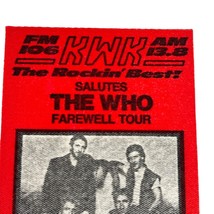 FM KWK AM
106 13.8
The Rockin' Best!
SALUTES
THE WHO
FAREWELL TOUR